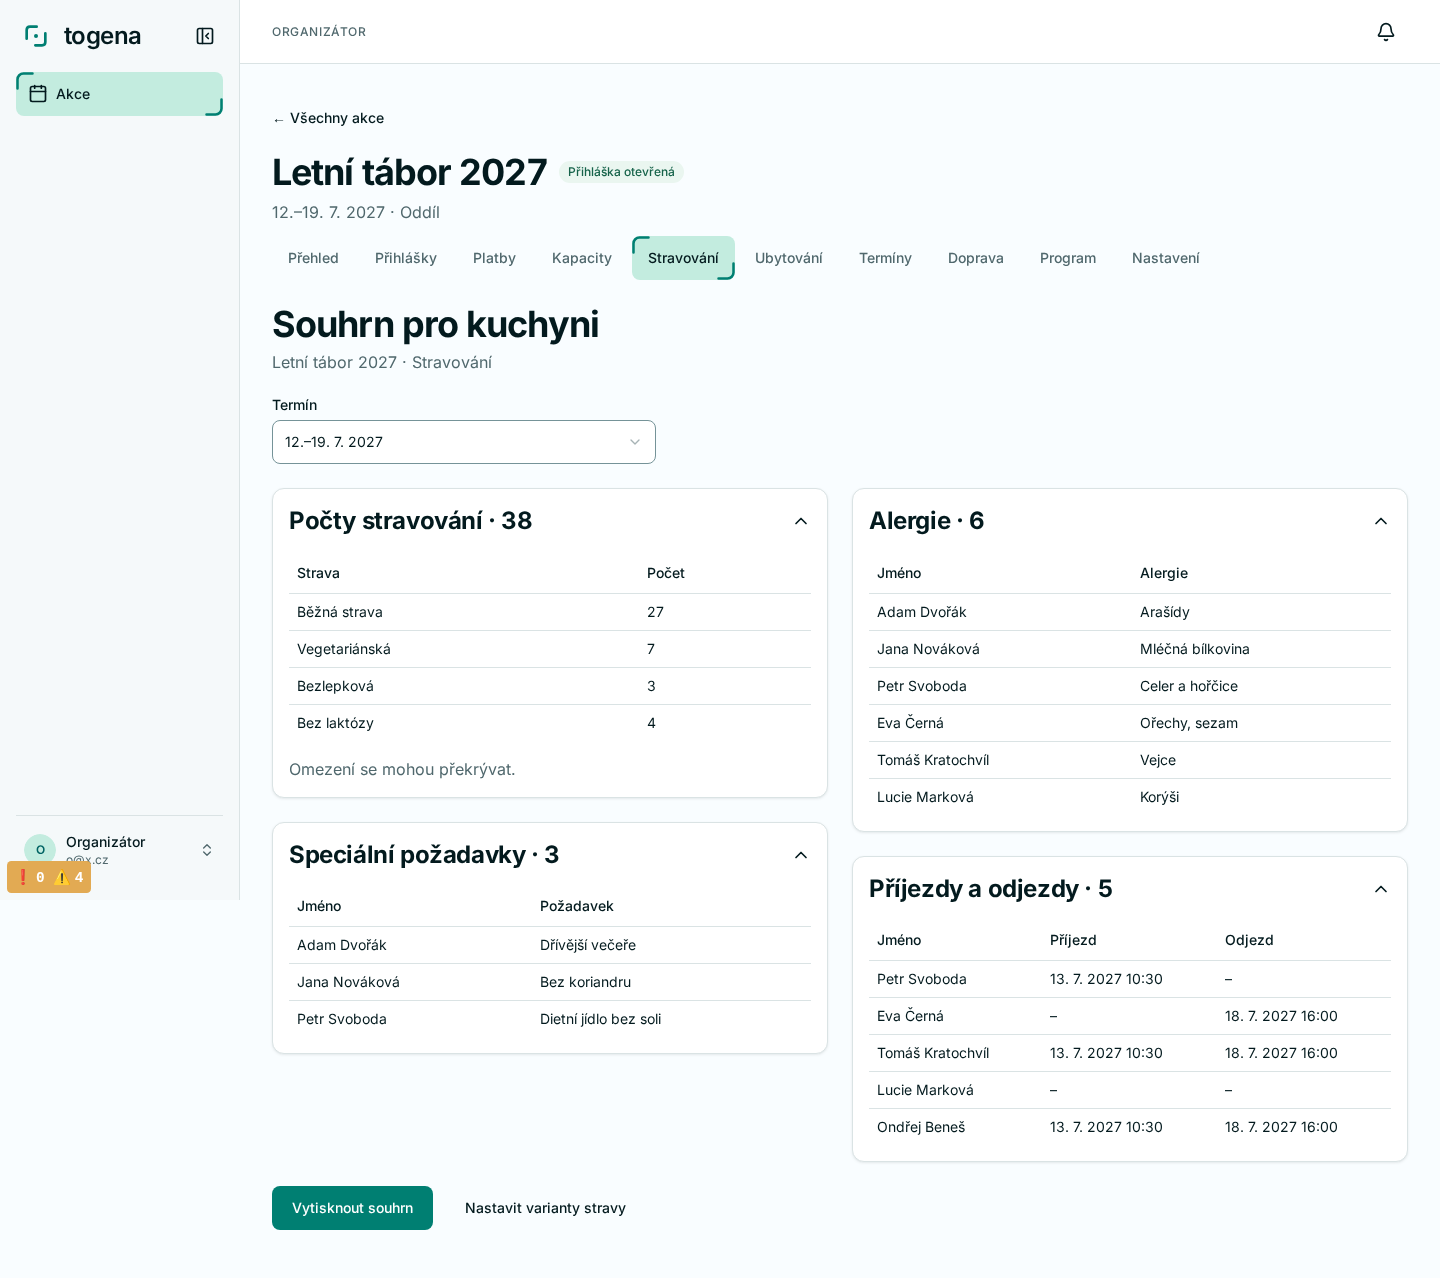 togena
Akce
ORGANIZÁTOR
← Všechny akce
Letní tábor 2027 Přihláška otevřená
12.–19. 7. 2027 · Oddíl
Přehled Přihlášky Platby Kapacity Stravování Ubytování Termíny Doprava Program Nastavení
Souhrn pro kuchyni
Letní tábor 2027 · Stravování
Termín
12.–19. 7. 2027
Počty stravování · 38
Strava Počet
Běžná strava 27
Vegetariánská 7
Bezlepková 3
Bez laktózy 4
Omezení se mohou překrývat.
Speciální požadavky · 3
Jméno Požadavek
Adam Dvořák Dřívější večeře
Jana Nováková Bez koriandru
Petr Svoboda Dietní jídlo bez soli
Alergie · 6
Jméno Alergie
Adam Dvořák Arašídy
Jana Nováková Mléčná bílkovina
Petr Svoboda Celer a hořčice
Eva Černá Ořechy, sezam
Tomáš Kratochvíl Vejce
Lucie Marková Korýši
Příjezdy a odjezdy · 5
Jméno Příjezd Odjezd
Petr Svoboda 13. 7. 2027 10:30 –
Eva Černá – 18. 7. 2027 16:00
Tomáš Kratochvíl 13. 7. 2027 10:30 18. 7. 2027 16:00
Lucie Marková – –
Ondřej Beneš 13. 7. 2027 10:30 18. 7. 2027 16:00
Vytisknout souhrn Nastavit varianty stravy
O Organizátor
o@x.cz
❗ 0 ⚠️ 4